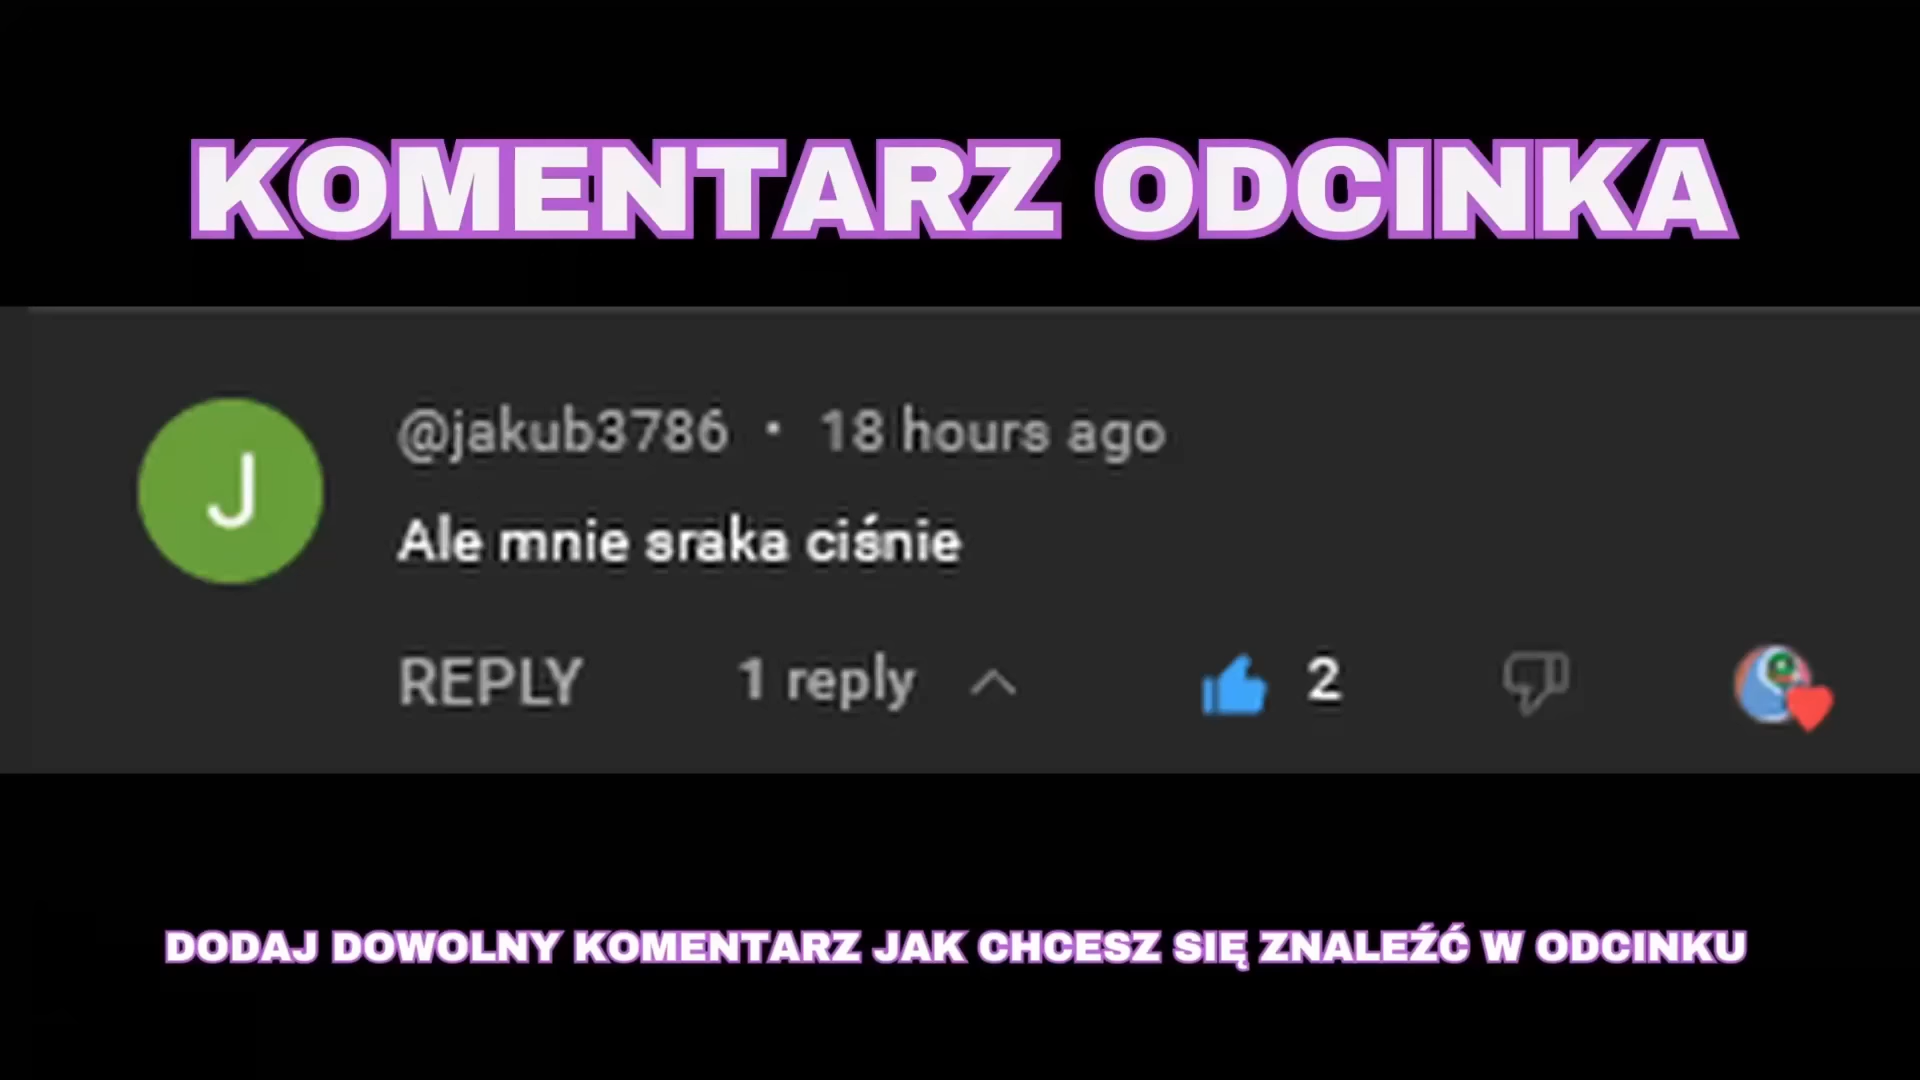 KOMENTARZ ODCINKA
J
@jakub3786 · 18 hours ago
Ale mnie sraka ciśnie
REPLY 1 reply 2
DODAJ DOWOLNY KOMENTARZ JAK CHCESZ SIĘ ZNALEŹĆ W ODCINKU